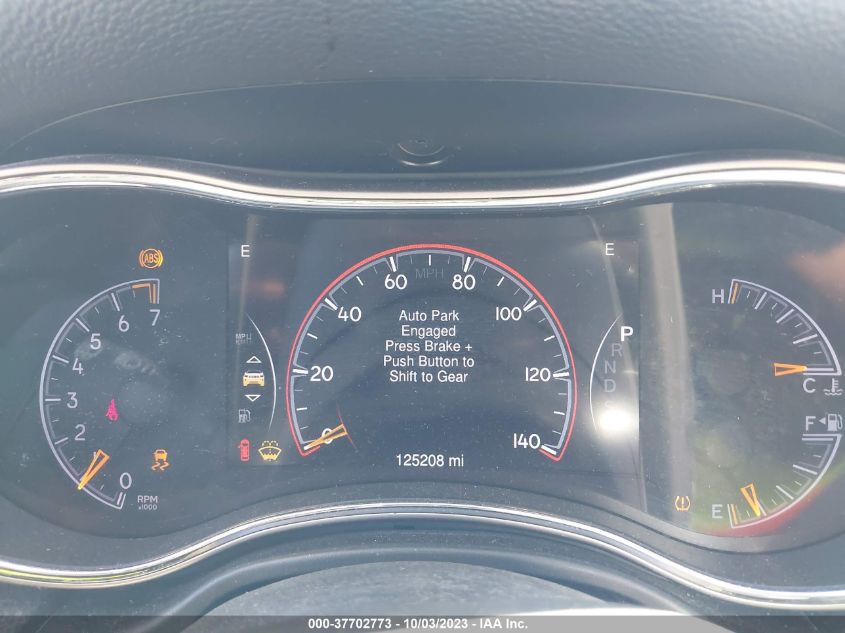 ABS
7
6
5
4
3
2
0
RPM
x1000
E
MPH
MPH
0
20
40
60
80
100
120
140
Auto Park
Engaged
Press Brake +
Push Button to
Shift to Gear
125208 mi
E
P
R
N
D
H
C
F
E
000-37702773 - 10/03/2023 - IAA Inc.